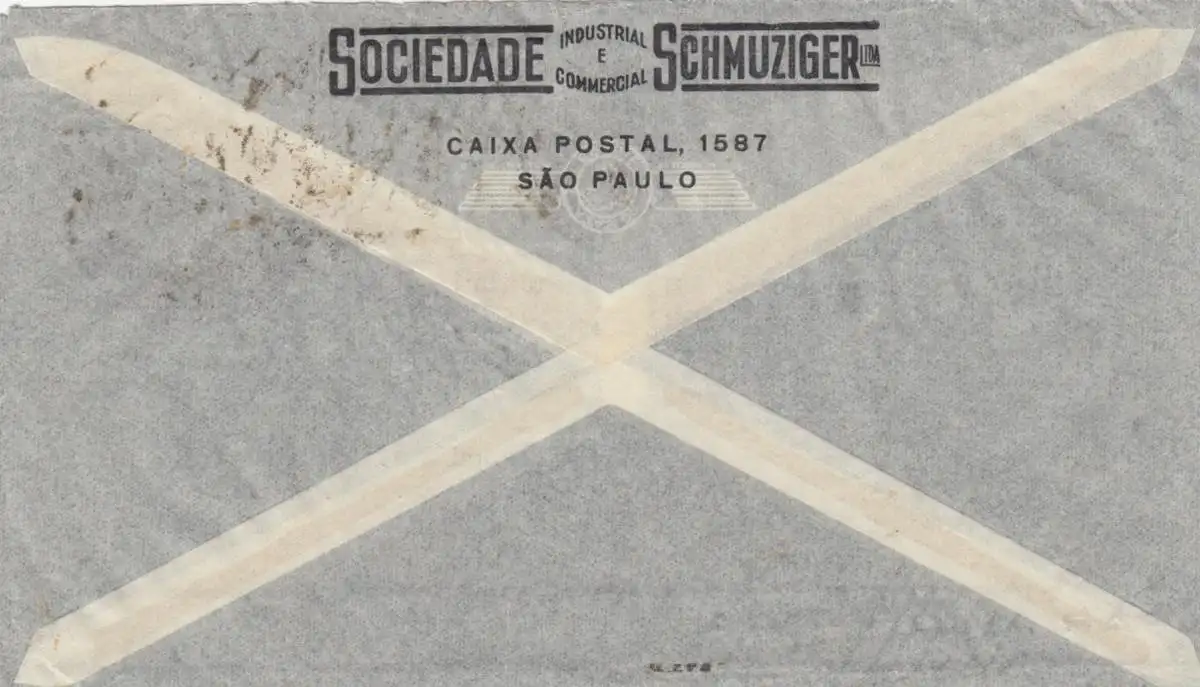 SOCIEDADE INDUSTRIAL E COMMERCIAL SCHMUZIGER LTDA
CAIXA POSTAL, 1587
SÃO PAULO